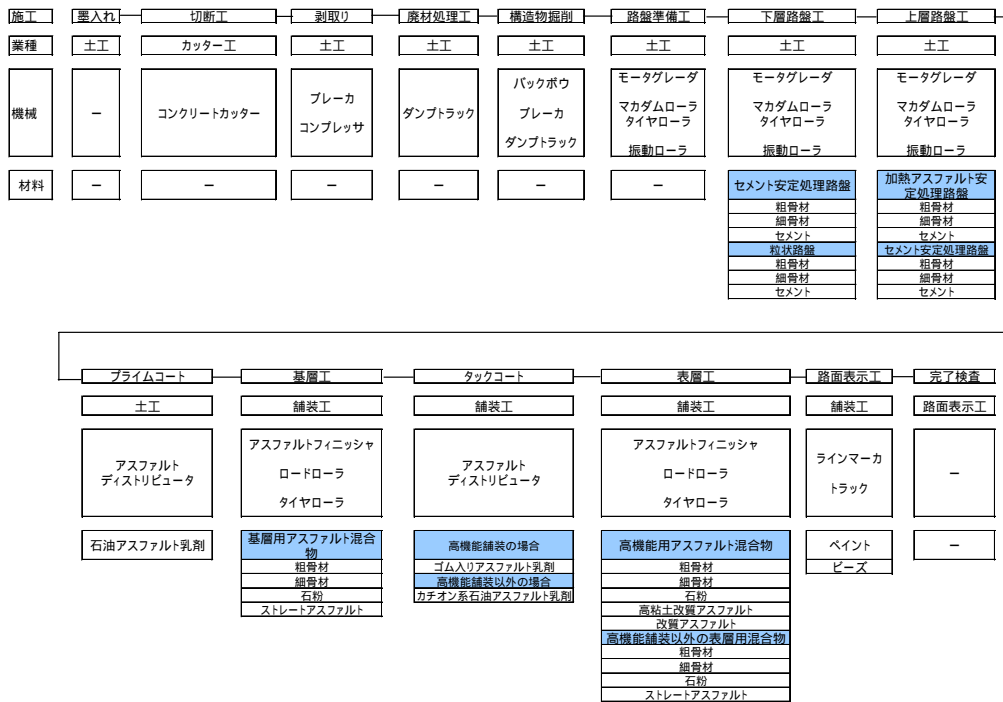 施工 墨入れ 切断工 剥取り 廃材処理工 構造物掘削 路盤準備工 下層路盤工 上層路盤工
業種 土工 カッター工 土工 土工 土工 土工 土工 土工
機械
－
コンクリートカッター
ブレーカ
コンプレッサ
ダンプトラック
バックボウ
ブレーカ
ダンプトラック
モータグレーダ
マカダムローラ
タイヤローラ
振動ローラ
モータグレーダ
マカダムローラ
タイヤローラ
振動ローラ
モータグレーダ
マカダムローラ
タイヤローラ
振動ローラ
材料 － － － － － －
セメント安定処理路盤
粗骨材
細骨材
セメント
粒状路盤
粗骨材
細骨材
セメント
加熱アスファルト安
定処理路盤
粗骨材
細骨材
セメント
セメント安定処理路盤
粗骨材
細骨材
セメント
プライムコート 基層工 タックコート 表層工 路面表示工 完了検査
土工 舗装工 舗装工 舗装工 舗装工 路面表示工
アスファルト
ディストリビュータ
アスファルトフィニッシャ
ロードローラ
タイヤローラ
アスファルト
ディストリビュータ
アスファルトフィニッシャ
ロードローラ
タイヤローラ
ラインマーカ
トラック
－
石油アスファルト乳剤
基層用アスファルト混合
物
粗骨材
細骨材
石粉
ストレートアスファルト
高機能舗装の場合
ゴム入りアスファルト乳剤
高機能舗装以外の場合
カチオン系石油アスファルト乳剤
高機能用アスファルト混合物
粗骨材
細骨材
石粉
高粘土改質アスファルト
改質アスファルト
高機能舗装以外の表層用混合物
粗骨材
細骨材
石粉
ストレートアスファルト
ペイント
ビーズ
－